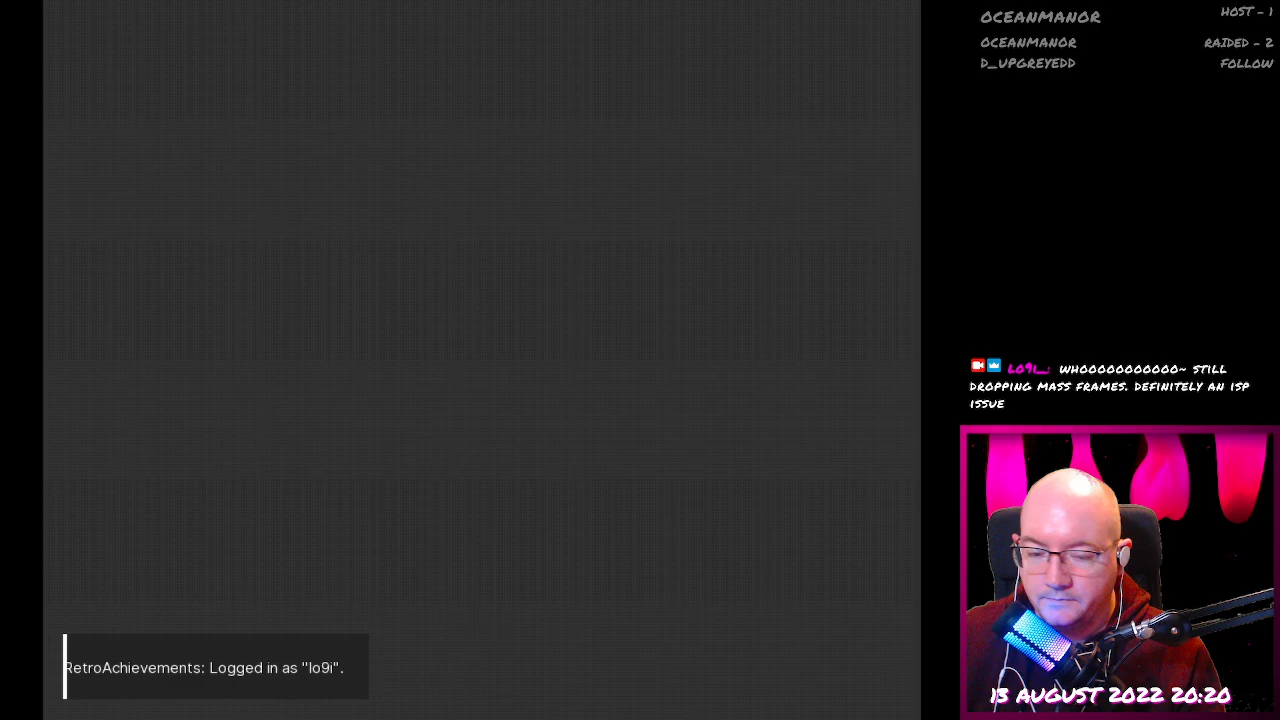 OCEANMANOR HOST - 1
OCEANMANOR RAIDED - 2
D_UPGREYEDD FOLLOW
LO9I_: WHOOOOOOOOOOO~ STILL
DROPPING MASS FRAMES. DEFINITELY AN ISP
ISSUE
RetroAchievements: Logged in as "lo9i".
13 AUGUST 2022 20:20